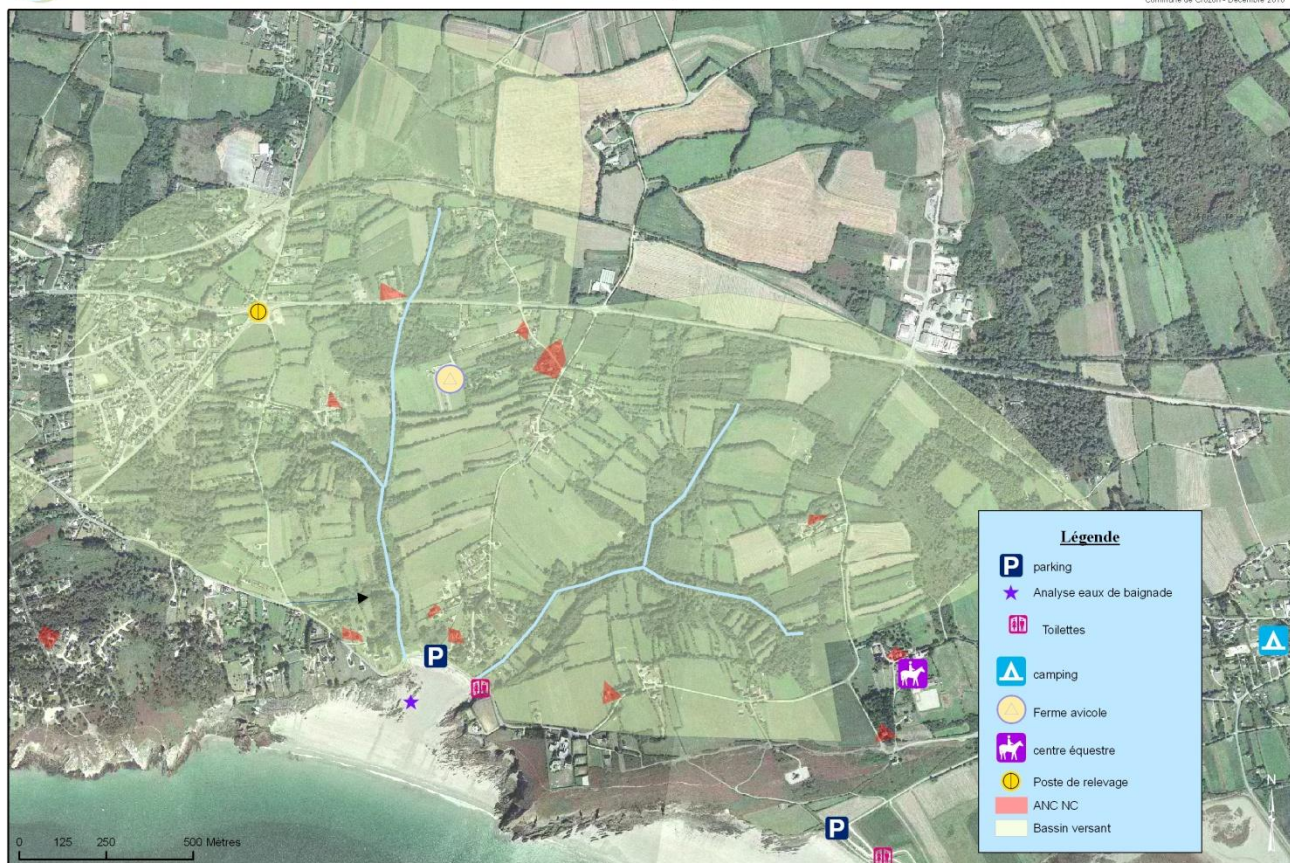 Commune de Crozon - Décembre 2010
Légende
P parking
Analyse eaux de baignade
Toilettes
camping
Ferme avicole
centre équestre
Poste de relevage
ANC NC
Bassin versant
P
P
N
0 125 250 500 Mètres